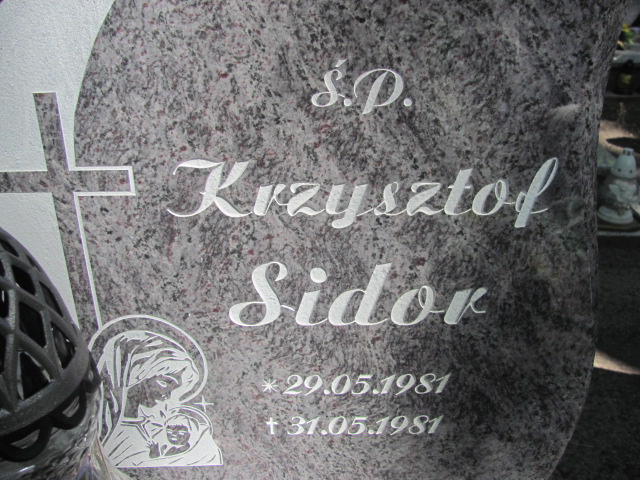 Ś.P.
Krzysztof
Sidor
* 29.05.1981
† 31.05.1981